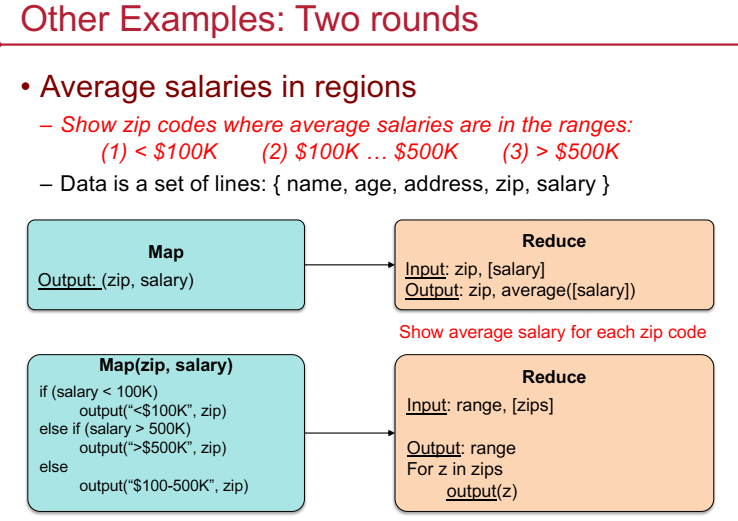 Other Examples: Two rounds
• Average salaries in regions
– Show zip codes where average salaries are in the ranges:
(1) < $100K (2) $100K … $500K (3) > $500K
– Data is a set of lines: { name, age, address, zip, salary }
Map
Output: (zip, salary)
Reduce
Input: zip, [salary]
Output: zip, average([salary])
Show average salary for each zip code
Map(zip, salary)
if (salary < 100K)
output(“<$100K”, zip)
else if (salary > 500K)
output(“>$500K”, zip)
else
output(“$100-500K”, zip)
Reduce
Input: range, [zips]
Output: range
For z in zips
output(z)